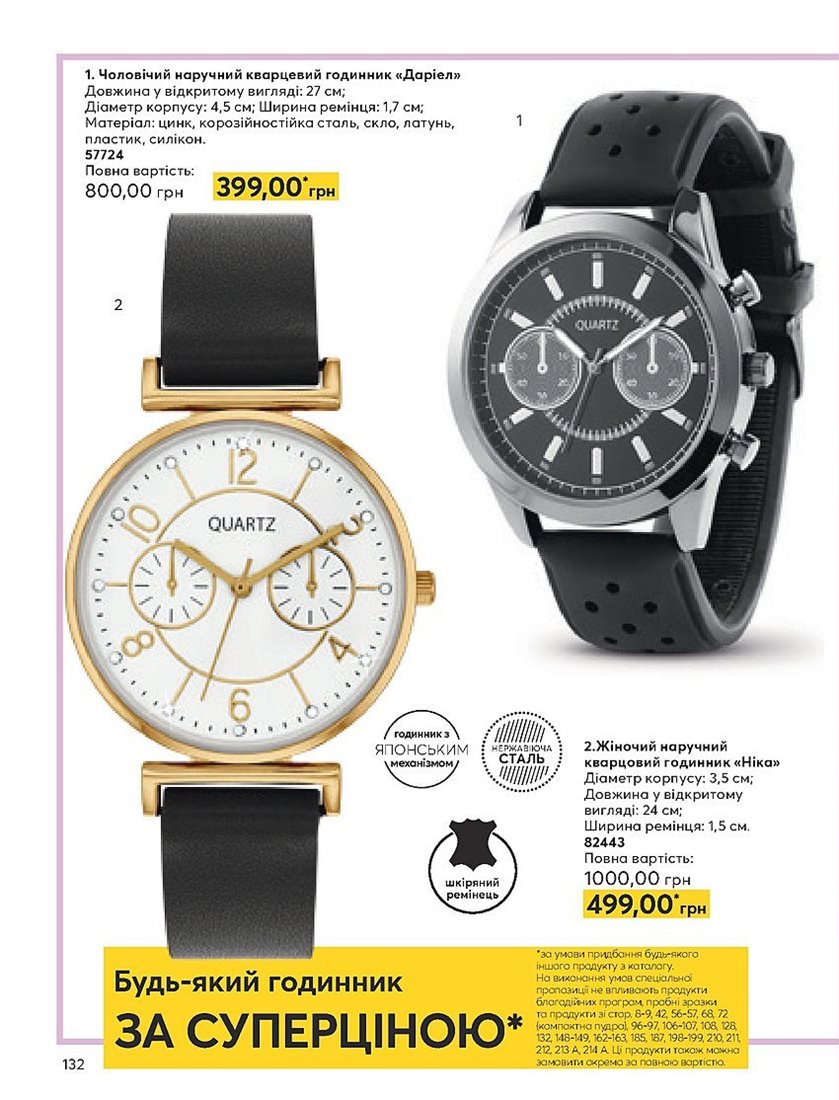 1. Чоловічий наручний кварцевий годинник «Даріел»
Довжина у відкритому вигляді: 27 см;
Діаметр корпусу: 4,5 см; Ширина ремінця: 1,7 см;
Матеріал: цинк, корозійностійка сталь, скло, латунь,
пластик, силікон.
57724
Повна вартість:
800,00 грн 399,00*грн
1
QUARTZ
2
12
QUARTZ
10
8
6
4
годинник з
ЯПОНСЬКИМ
механізмом
НЕРЖАВІЮЧА
СТАЛЬ
шкіряний
ремінець
2.Жіночий наручний
кварцовий годинник «Ніка»
Діаметр корпусу: 3,5 см;
Довжина у відкритому
вигляді: 24 см;
Ширина ремінця: 1,5 см.
82443
Повна вартість:
1000,00 грн
499,00*грн
Будь-який годинник
ЗА СУПЕРЦІНОЮ*
*за умови придбання будь-якого
іншого продукту з каталогу.
На виконання умов спеціальної
пропозиції не впливають продукти
благодійних програм, пробні зразки
та продукти зі стор. 8-9, 42, 56-57, 68, 72
(компактна пудра), 96-97, 106-107, 108, 128,
132, 148-149, 162-163, 185, 187, 198-199, 210, 211,
212, 213 А, 214 А. Ці продукти також можна
замовити окремо за повною вартістю.
132